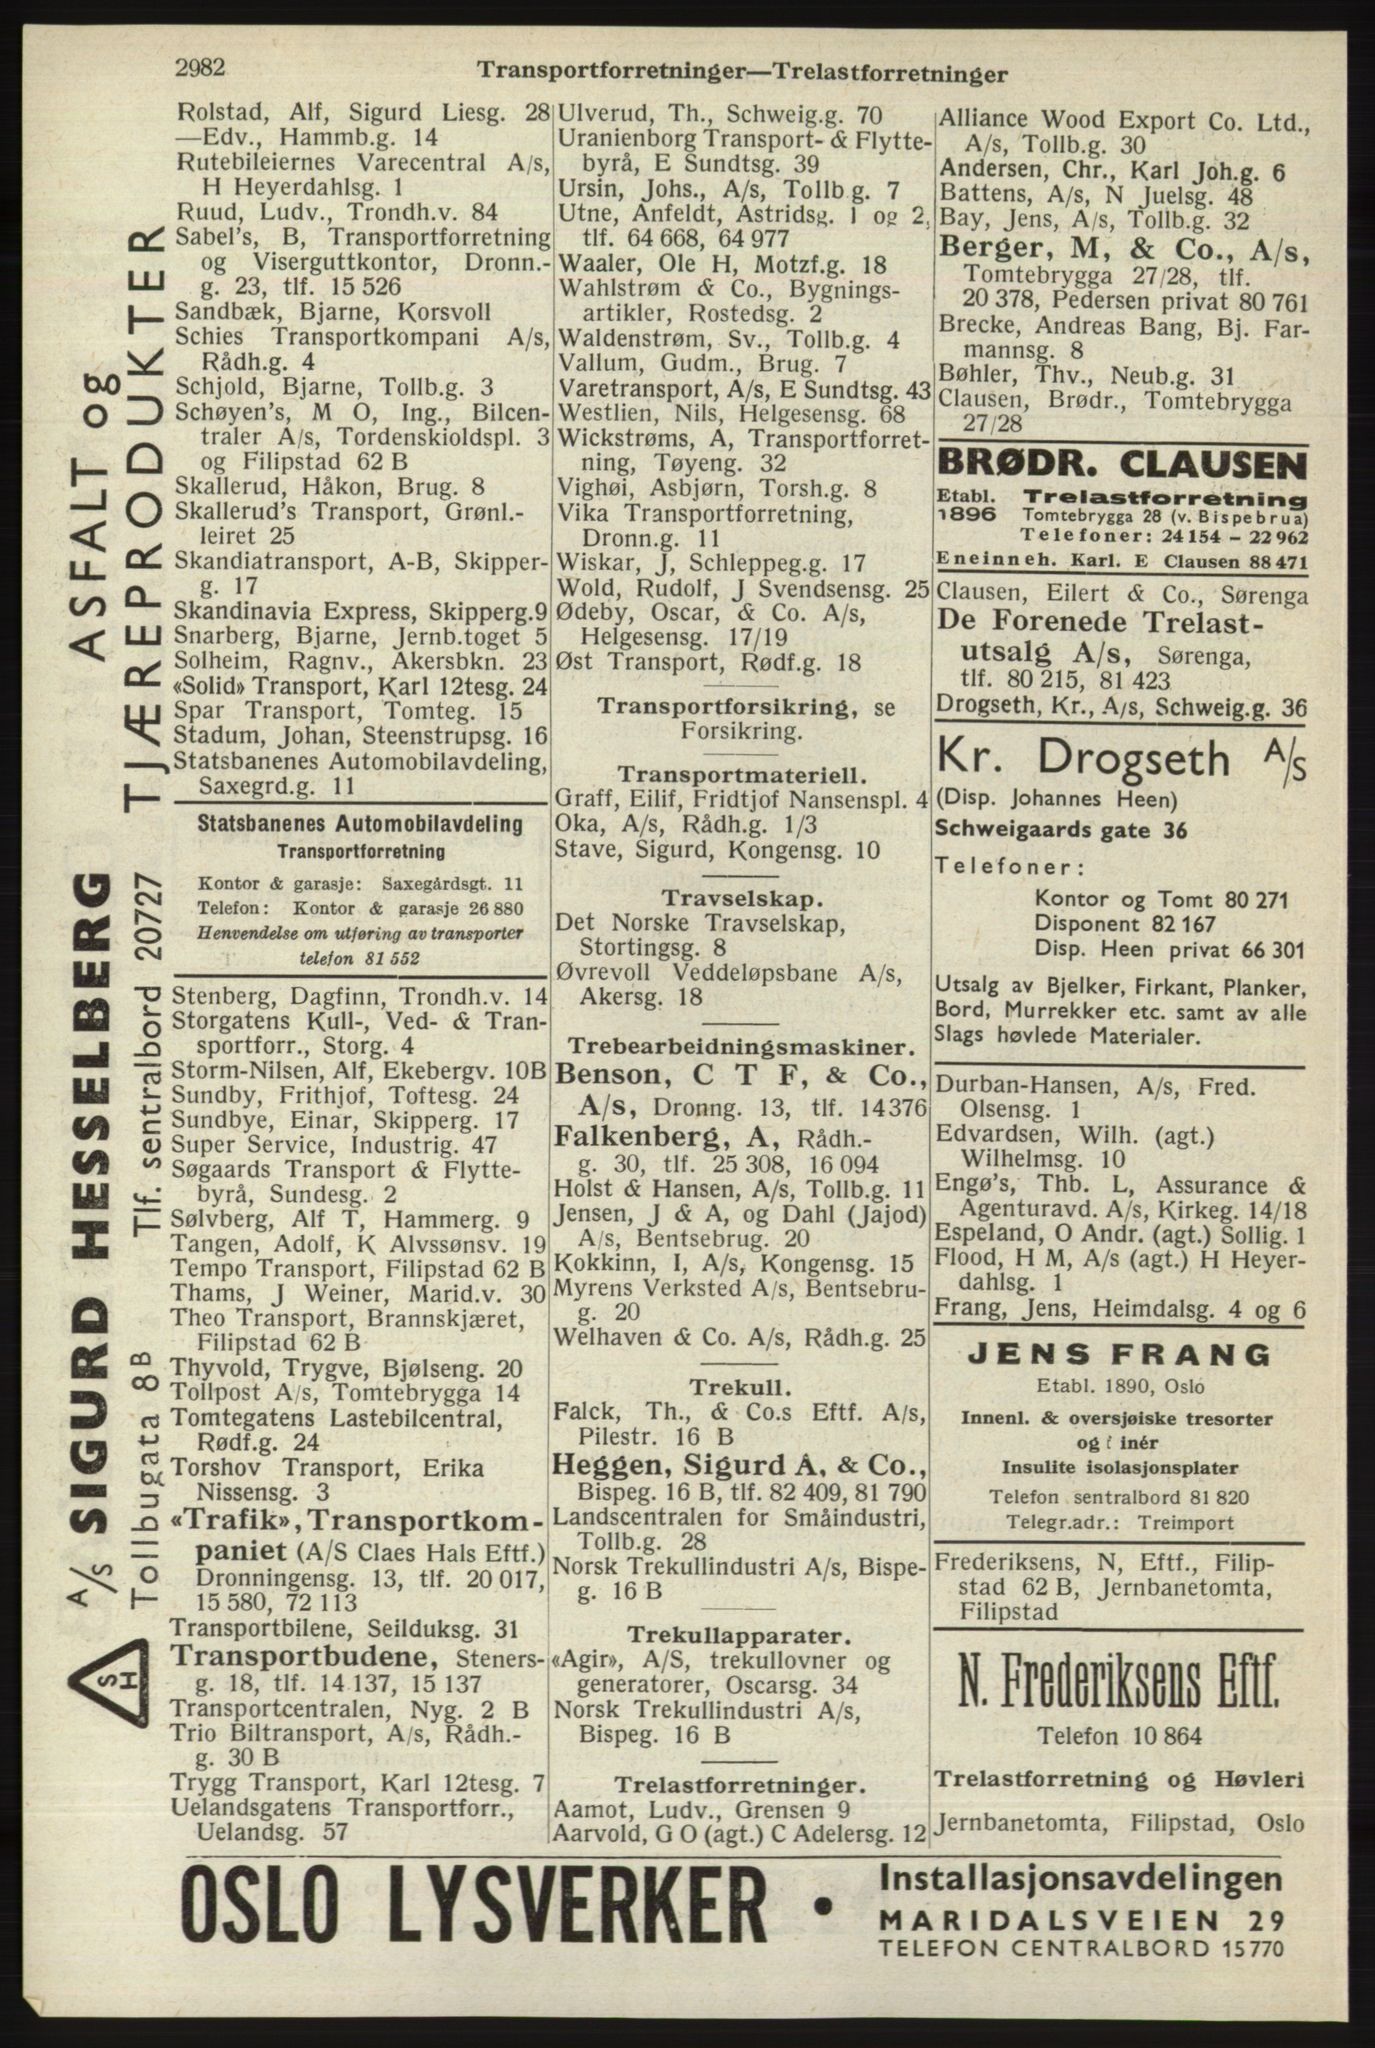 2982
Transportforretninger—Trelastforretninger
Rolstad, Alf, Sigurd Liesg. 28
—Edv., Hammb.g. 14
Rutebileiernes Varecentral A/s,
H Heyerdahlsg. 1
Ruud, Ludv., Trondh.v. 84
Sabel's, B, Transportforretning
og Viserguttkontor, Dronn.-
g. 23, tlf. 15 526
Sandbæk, Bjarne, Korsvoll
Schies Transportkompani A/s,
Rådh.g. 4
Schjold, Bjarne, Tollb.g. 3
Schøyen's, M O, Ing., Bilcen-
traler A/s, Tordenskioldspl. 3
og Filipstad 62 B
Skallerud, Håkon, Brug. 8
Skallerud's Transport, Grønl.-
leiret 25
Skandiatransport, A-B, Skipper-
g. 17
Skandinavia Express, Skipperg.9
Snarberg, Bjarne, Jernb.toget 5
Solheim, Ragnv., Akersbkn. 23
«Solid» Transport, Karl 12tesg. 24
Spar Transport, Tomteg. 15
Stadum, Johan, Steenstrupsg. 16
Statsbanenes Automobilavdeling,
Saxegrd.g. 11
Statsbanenes Automobilavdeling
Transportforretning
Kontor & garasje: Saxegårdsgt. 11
Telefon: Kontor & garasje 26 880
Henvendelse om utføring av transporter
telefon 81 552
Stenberg, Dagfinn, Trondh.v. 14
Storgatens Kull-, Ved- & Tran-
sportforr., Storg. 4
Storm-Nilsen, Alf, Ekebergv. 10B
Sundby, Frithjof, Toftesg. 24
Sundbye, Einar, Skipperg. 17
Super Service, Industrig. 47
Søgaards Transport & Flytte-
byrå, Sundesg. 2
Sølvberg, Alf T, Hammerg. 9
Tangen, Adolf, K Alvssønsv. 19
Tempo Transport, Filipstad 62 B
Thams, J Weiner, Marid.v. 30
Theo Transport, Brannskjæret,
Filipstad 62 B
Thyvold, Trygve, Bjølseng. 20
Tollpost A/s, Tomtebrygga 14
Tomtegatens Lastebilcentral,
Rødf.g. 24
Torshov Transport, Erika
Nissensg. 3
«Trafik», Transportkom-
paniet (A/S Claes Hals Eftf.)
Dronningensg. 13, tlf. 20 017,
15 580, 72 113
Transportbilene, Seilduksg. 31
Transportbudene, Steners-
g. 18, tlf. 14 137, 15 137
Transportcentralen, Nyg. 2 B
Trio Biltransport, A/s, Rådh.-
g. 30 B
Trygg Transport, Karl 12tesg. 7
Uelandsgatens Transportforr.,
Uelandsg. 57
Ulverud, Th., Schweig.g. 70
Uranienborg Transport- & Flytte-
byrå, E Sundtsg. 39
Ursin, Johs., A/s, Tollb g. 7
Utne, Anfeldt, Astridsg. 1 og 2,
tlf. 64 668, 64 977
Waaler, Ole H, Motzf.g. 18
Wahlstrøm & Co., Bygnings-
artikler, Rostedsg. 2
Waldenstrøm, Sv., Tollb.g. 4
Vallum, Gudm., Brug. 7
Varetransport, A/s, E Sundtsg. 43
Westlien, Nils, Helgesensg. 68
Wickstrøms, A, Transportforret-
ning, Tøyeng. 32
Vighøi, Asbjørn, Torsh.g. 8
Vika Transportforretning,
Dronn.g. 11
Wiskar, J, Schleppeg.g. 17
Wold, Rudolf, J Svendsensg. 25
Ødeby, Oscar, & Co. A/s,
Helgesensg. 17/19
Øst Transport, Rødf.g. 18
Transportforsikring, se
Forsikring.
Transportmateriell.
Graff, Eilif, Fridtjof Nansenspl. 4
Oka, A/s, Rådh.g. 1/3
Stave, Sigurd, Kongensg. 10
Travselskap.
Det Norske Travselskap,
Stortingsg. 8
Øvrevoll Veddeløpsbane A/s,
Akersg. 18
Trebearbeidningsmaskiner.
Benson, C T F, & Co.,
A/s, Dronng. 13, tlf. 14376
Falkenberg, A, Rådh.-
g. 30, tlf. 25 308, 16 094
Holst & Hansen, A/s, Tollb.g. 11
Jensen, J & A, og Dahl (Jajod)
A/s, Bentsebrug. 20
Kokkinn, I, A/s, Kongensg. 15
Myrens Verksted A/s, Bentsebru-
g. 20
Welhaven & Co. A/s, Rådh.g. 25
Trekull.
Falck, Th., & Co.s Eftf. A/s,
Pilestr. 16 B
Heggen, Sigurd A, & Co.,
Bispeg. 16 B, tlf. 82 409, 81 790
Landscentralen for Småindustri,
Tollb.g. 28
Norsk Trekullindustri A/s, Bispe-
g. 16 B
Trekullapparater.
«Agir», A/S, trekullovner og
generatorer, Oscarsg. 34
Norsk Trekullindustri A/s,
Bispeg. 16 B
Trelastforretninger.
Aamot, Ludv., Grensen 9
Aarvold, G O (agt.) C Adelersg. 12
Alliance Wood Export Co. Ltd.,
A/s, Tollb.g. 30
Andersen, Chr., Karl Joh.g. 6
Battens, A/s, N Juelsg. 48
Bay, Jens, A/s, Tollb.g. 32
Berger, M, & Co., A/s,
Tomtebrygga 27/28, tlf.
20 378, Pedersen privat 80 761
Brecke, Andreas Bang, Bj. Far-
mannsg. 8
Bøhler, Thv., Neub.g. 31
Clausen, Brødr., Tomtebrygga
27/28
BRØDR. CLAUSEN
Etabl. Trelastforretning
1896 Tomtebrygga 28 (v. Bispebrua)
Telefoner: 24 154 - 22 962
Eneinneh. Karl. E Clausen 88 471
Clausen, Eilert & Co., Sørenga
De Forenede Trelast-
utsalg A/s, Sørenga,
tlf. 80 215, 81 423
Drogseth, Kr., A/s, Schweig.g. 36
Kr. Drogseth A/S
(Disp. Johannes Heen)
Schweigaards gate 36
Telefoner:
Kontor og Tomt 80 271
Disponent 82 167
Disp. Heen privat 66 301
Utsalg av Bjelker, Firkant, Planker,
Bord, Murrekker etc. samt av alle
Slags høvlede Materialer.
Durban-Hansen, A/s, Fred.
Olsensg. 1
Edvardsen, Wilh. (agt.)
Wilhelmsg. 10
Engø's, Thb. L, Assurance &
Agenturavd. A/s, Kirkeg. 14/18
Espeland, O Andr. (agt.) Sollig. 1
Flood, H M, A/s (agt.) H Heyer-
dahlsg. 1
Frang, Jens, Heimdalsg. 4 og 6
JENS FRANG
Etabl. 1890, Oslo
Innenl. & oversjøiske tresorter
og inér
Insulite isolasjonsplater
Telefon sentralbord 81 820
Telegr.adr.: Treimport
Frederiksens, N, Eftf., Filip-
stad 62 B, Jernbanetomta,
Filipstad
N. Frederiksens Eftf.
Telefon 10 864
Trelastforretning og Høvleri
Jernbanetomta, Filipstad, Oslo
ASFALT og
TJÆREPRODUKTER
A/S SIGURD HESSELBERG
Tollbugata 8B Tlf. sentralbord 20727
SH
OSLO LYSVERKER •
Installasjonsavdelingen
MARIDALSVEIEN 29
TELEFON CENTRALBORD 15770